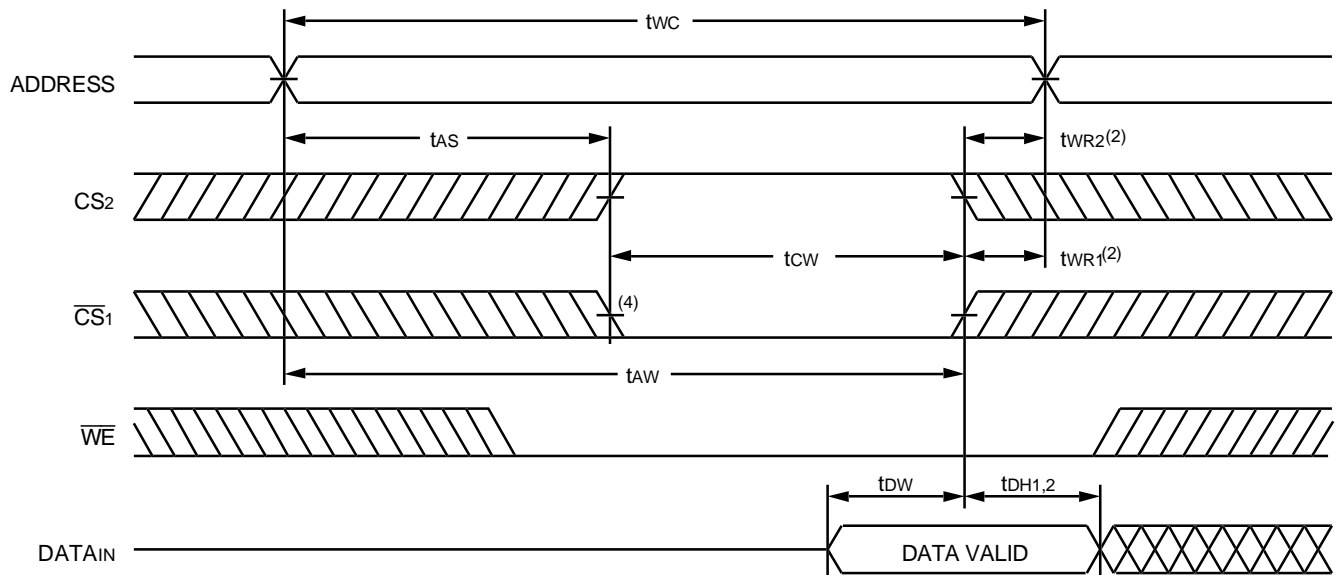 tWC
ADDRESS
tAS
tWR2(2)
CS2
tCW
tWR1(2)
CS1
(4)
tAW
WE
tDW
tDH1,2
DATAIN
DATA VALID